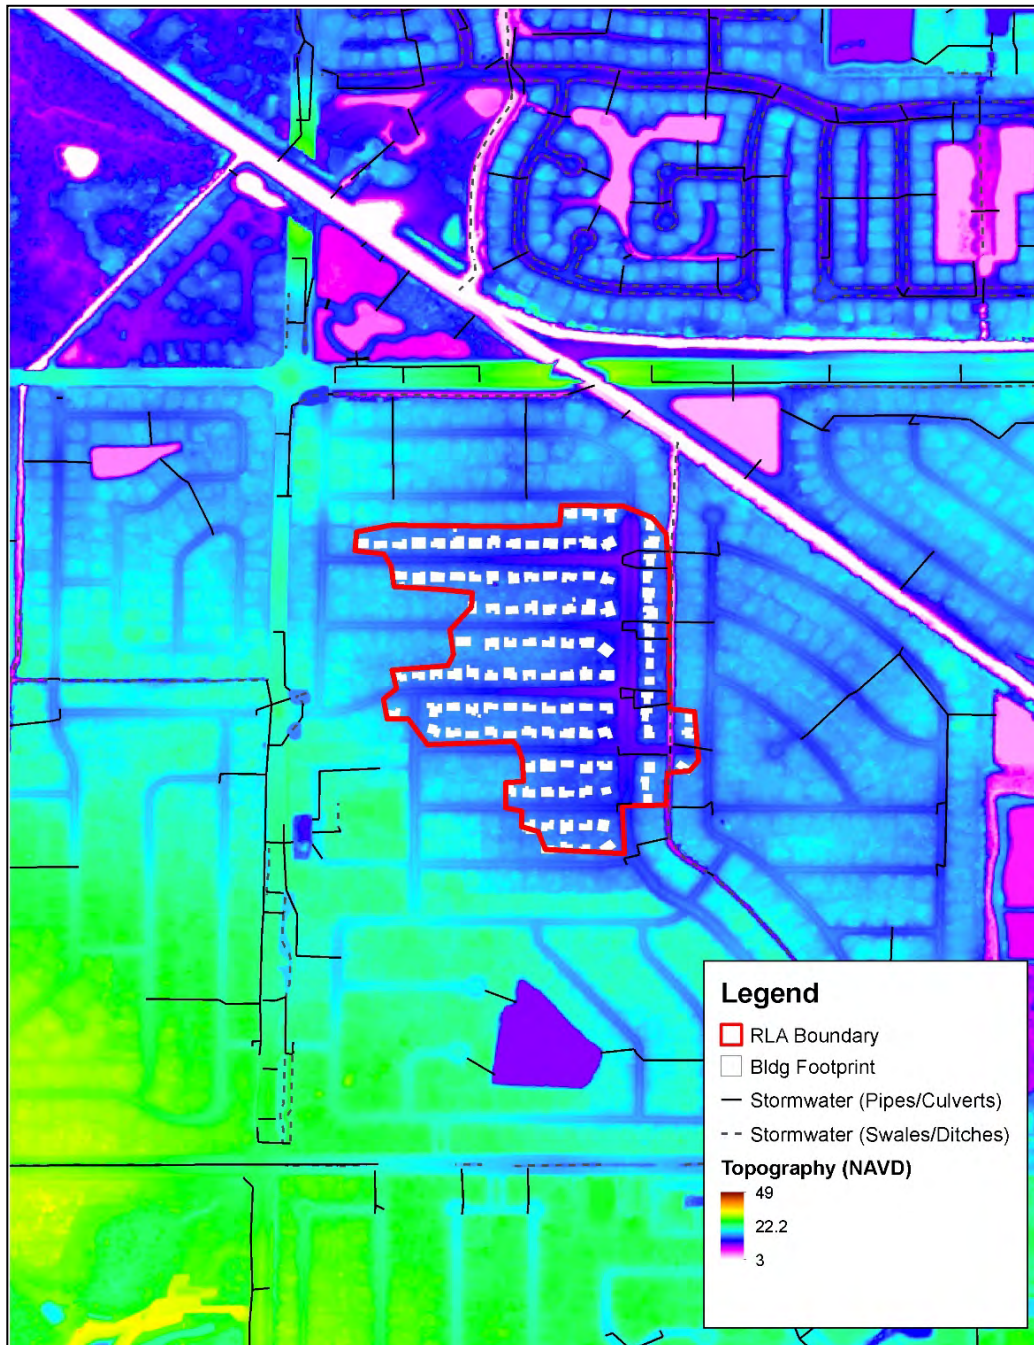 Legend
RLA Boundary
Bldg Footprint
Stormwater (Pipes/Culverts)
Stormwater (Swales/Ditches)
Topography (NAVD)
49
22.2
3